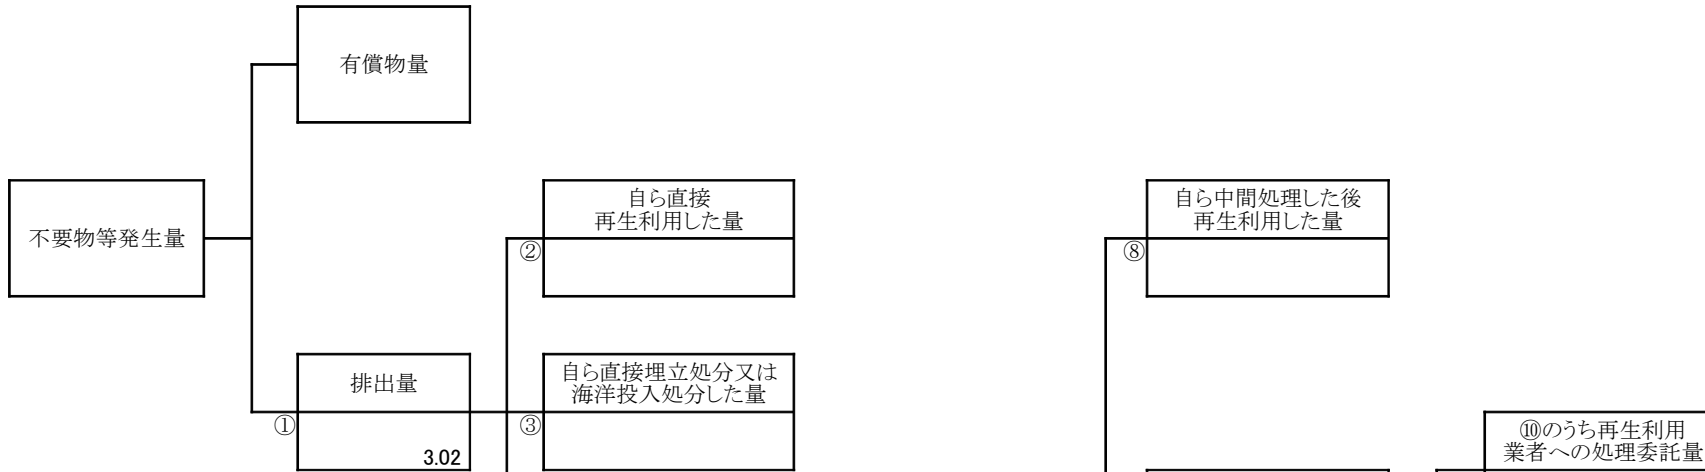 有償物量
不要物等発生量
自ら直接
再生利用した量
②
自ら中間処理した後
再生利用した量
⑧
排出量
①
3.02
自ら直接埋立処分又は
海洋投入処分した量
③
⑩のうち再生利用
業者への処理委託量